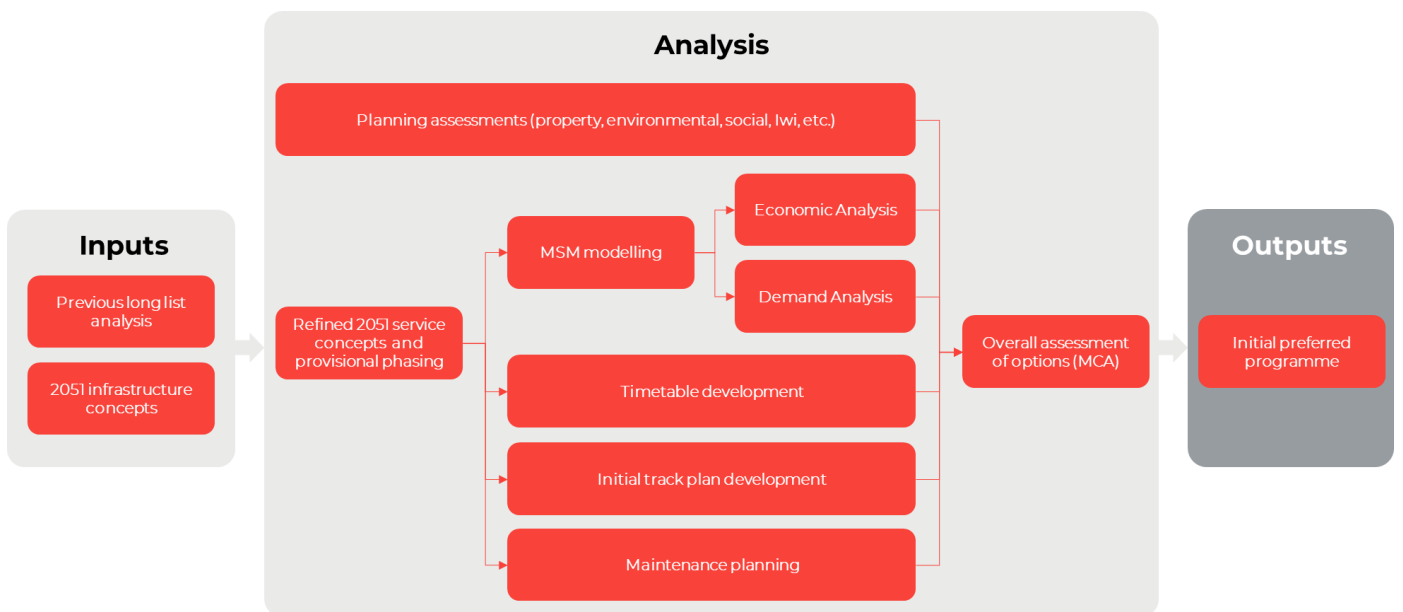 Analysis
Planning assessments (property, environmental, social, Iwi, etc.)
Inputs
Previous long list
analysis
2051 infrastructure
concepts
Refined 2051 service
concepts and
provisional phasing
MSM modelling
Economic Analysis
Demand Analysis
Timetable development
Initial track plan development
Maintenance planning
Overall assessment
of options (MCA)
Outputs
Initial preferred
programme